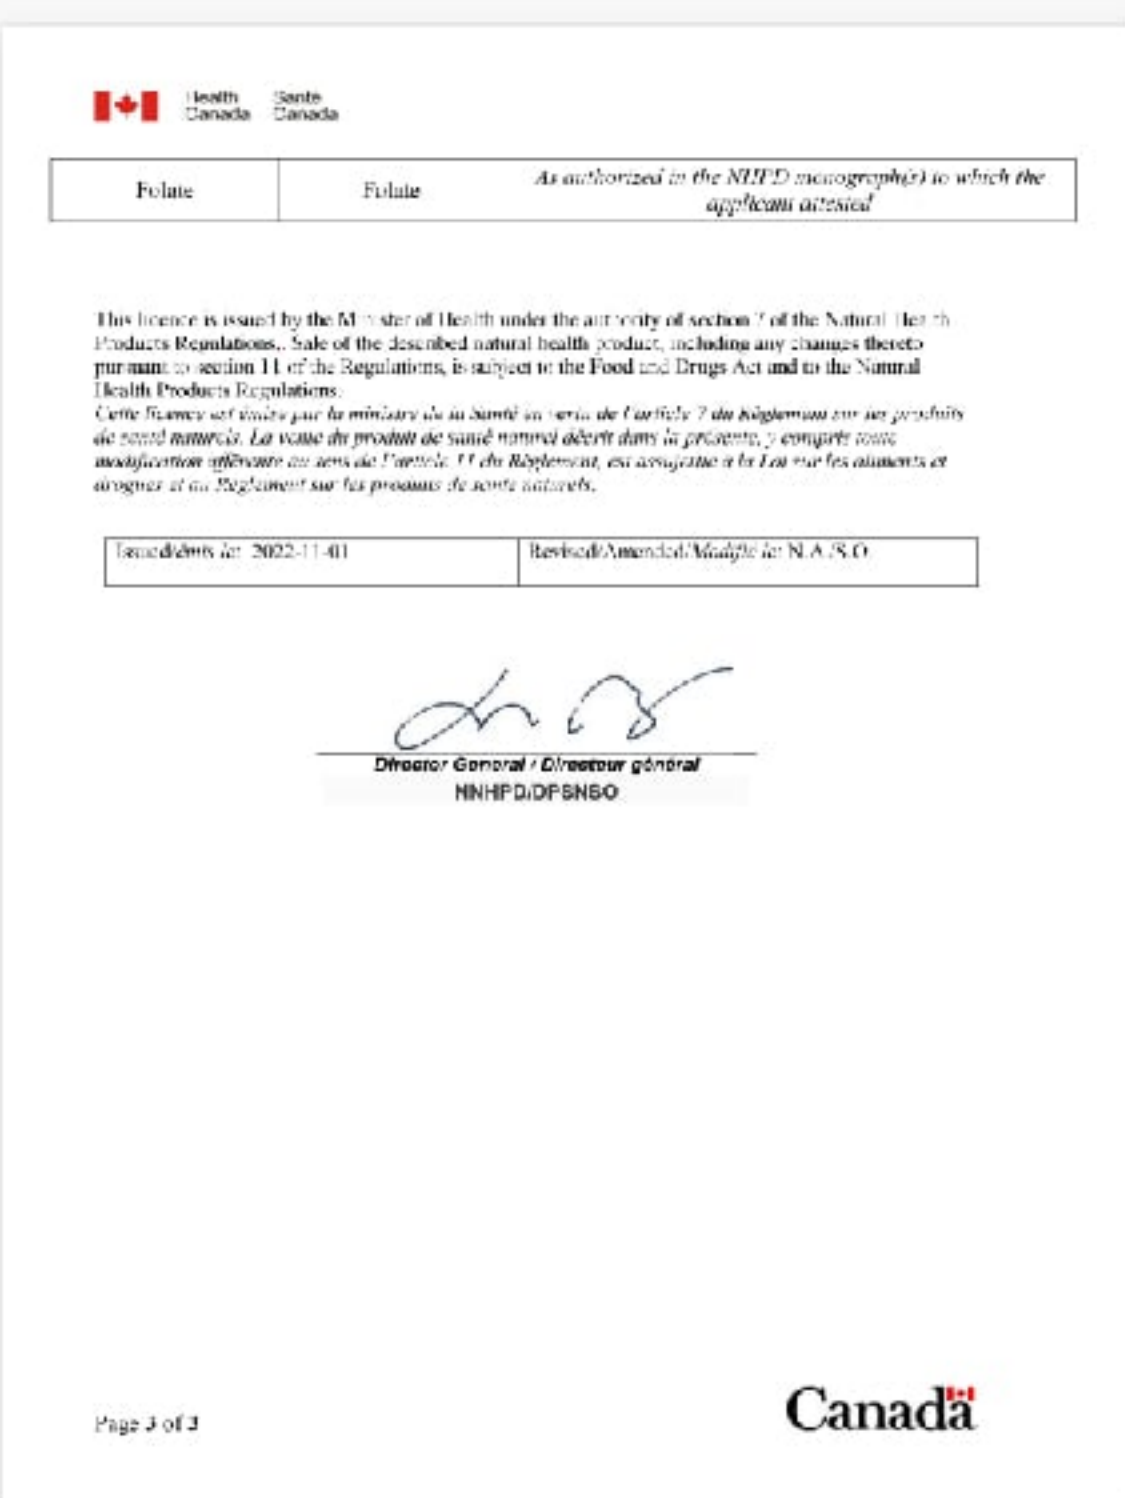 Health Canada
Santé Canada
Folate
Folate
As authorized in the NHPD monograph(s) to which the
applicant attested
This licence is issued by the Minister of Health under the authority of section 7 of the Natural Health
Products Regulations,. Sale of the described natural health product, including any changes thereto
pursuant to section 11 of the Regulations, is subject to the Food and Drugs Act and to the Natural
Health Products Regulations.
Cette licence est émise par le ministre de la Santé en vertu de l'article 7 du Règlement sur les produits
de santé naturels. La vente du produit de santé naturel décrit dans la présente, y compris toute
modification afférente au sens de l'article 11 du Règlement, est assujettie à la Loi sur les aliments et
drogues et au Règlement sur les produits de santé naturels.
Issued/émis le: 2022-11-01
Revised/Amended/Modifié le: N.A./S.O.
Director General / Directeur général
NNHPD/DPSNSO
Page 3 of 3
Canada